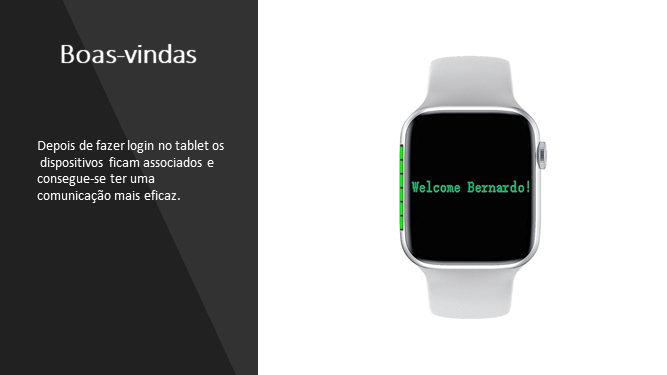 Boas-vindas
Depois de fazer login no tablet os
dispositivos ficam associados e
consegue-se ter uma
comunicação mais eficaz.
Welcome Bernardo!